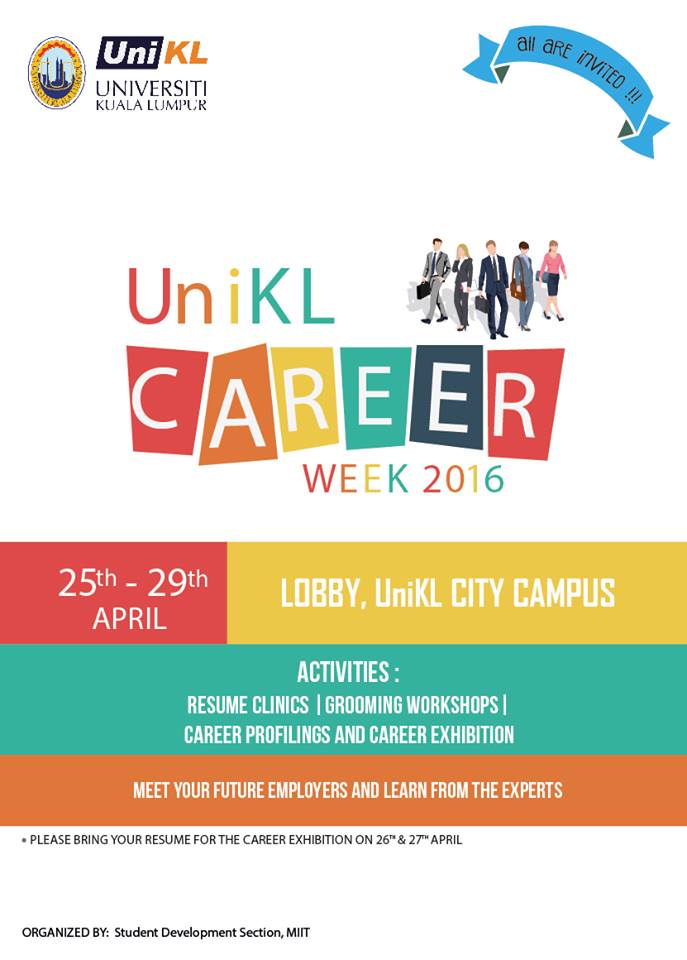 UniKL
UNIVERSITI
KUALA LUMPUR
all ARE iNViTED !!!
UniKL
CAREER
WEEK 2016
25th - 29th
APRIL
LOBBY, UniKL CITY CAMPUS
ACTIVITIES :
RESUME CLINICS | GROOMING WORKSHOPS |
CAREER PROFILINGS AND CAREER EXHIBITION
MEET YOUR FUTURE EMPLOYERS AND LEARN FROM THE EXPERTS
* PLEASE BRING YOUR RESUME FOR THE CAREER EXHIBITION ON 26TH & 27TH APRIL
ORGANIZED BY: Student Development Section, MIIT